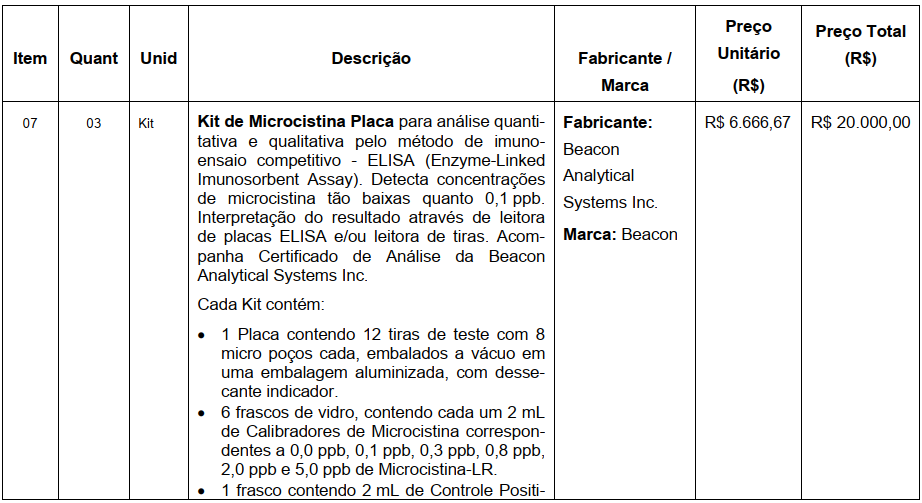 Item Quant Unid Descrição Fabricante / Marca Preço Unitário (R$) Preço Total (R$)
07 03 Kit
Kit de Microcistina Placa para análise quanti-
tativa e qualitativa pelo método de imuno-
ensaio competitivo - ELISA (Enzyme-Linked
Imunosorbent Assay). Detecta concentrações
de microcistina tão baixas quanto 0,1 ppb.
Interpretação do resultado através de leitora
de placas ELISA e/ou leitora de tiras. Acom-
panha Certificado de Análise da Beacon
Analytical Systems Inc.
Cada Kit contém:
• 1 Placa contendo 12 tiras de teste com 8
micro poços cada, embalados a vácuo em
uma embalagem aluminizada, com desse-
cante indicador.
• 6 frascos de vidro, contendo cada um 2 mL
de Calibradores de Microcistina correspon-
dentes a 0,0 ppb, 0,1 ppb, 0,3 ppb, 0,8 ppb,
2,0 ppb e 5,0 ppb de Microcistina-LR.
• 1 frasco contendo 2 mL de Controle Positi-
Fabricante:
Beacon
Analytical
Systems Inc.
Marca: Beacon
R$ 6.666,67
R$ 20.000,00